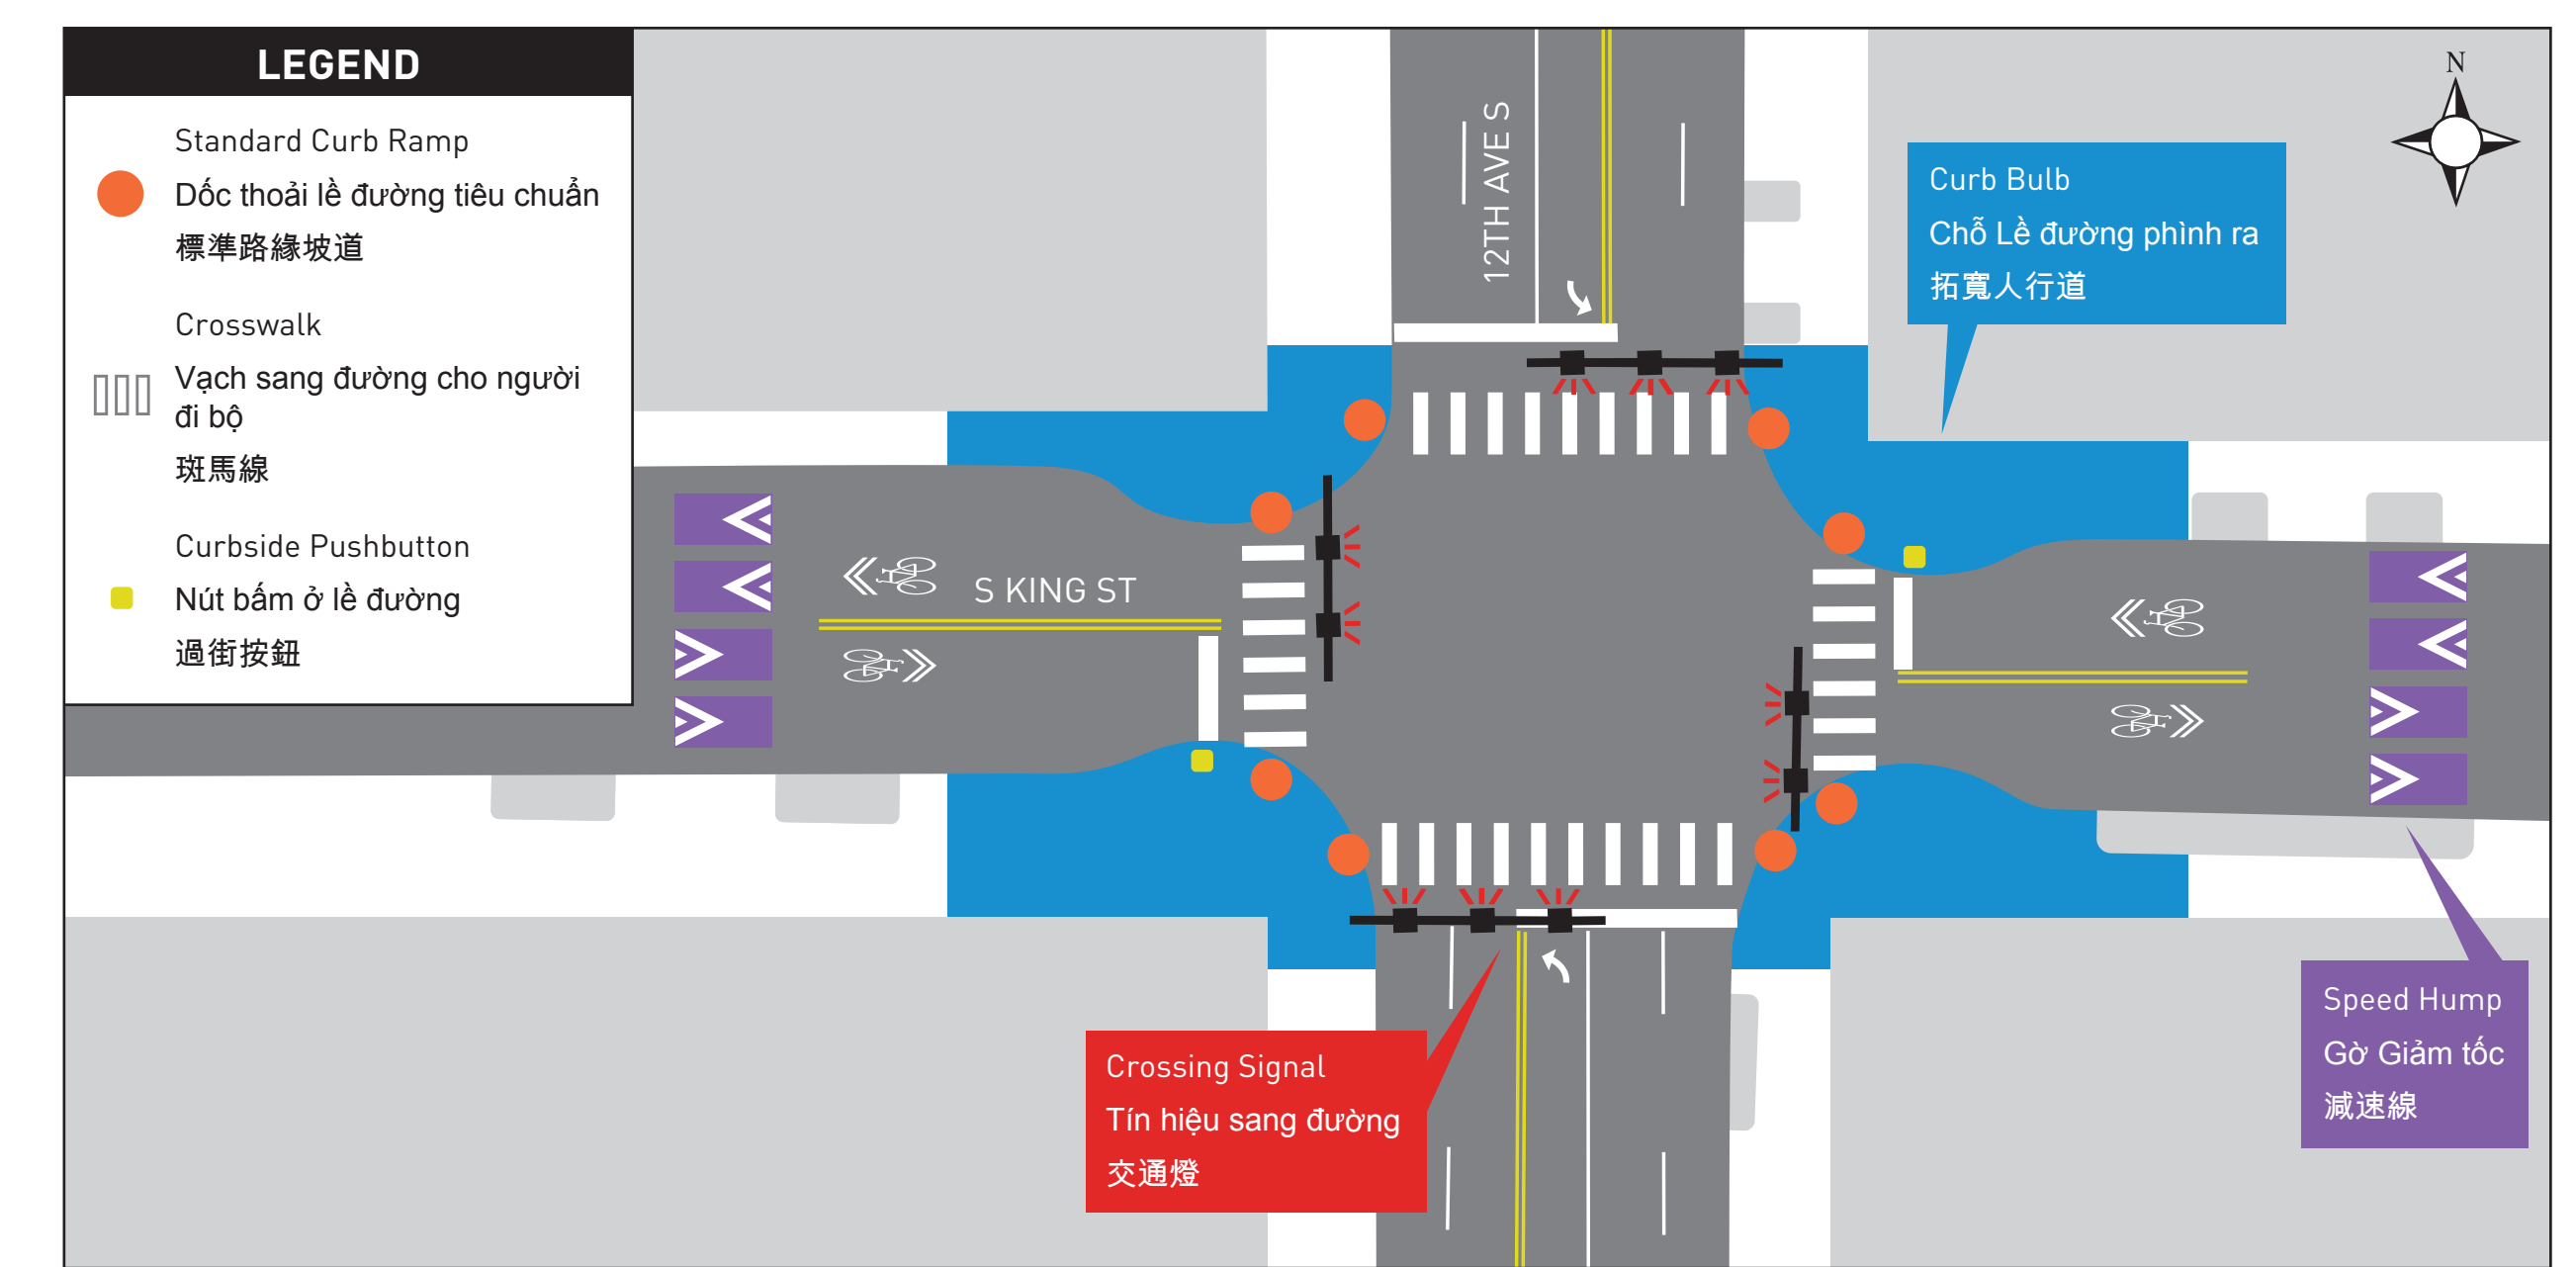 LEGEND
Standard Curb Ramp
Dốc thoải lề đường tiêu chuẩn
標準路緣坡道
Crosswalk
Vạch sang đường cho người
đi bộ
斑馬線
Curbside Pushbutton
Nút bấm ở lề đường
過街按鈕
12TH AVE S
S KING ST
N
Curb Bulb
Chỗ Lề đường phình ra
拓寬人行道
Crossing Signal
Tín hiệu sang đường
交通燈
Speed Hump
Gờ Giảm tốc
減速線